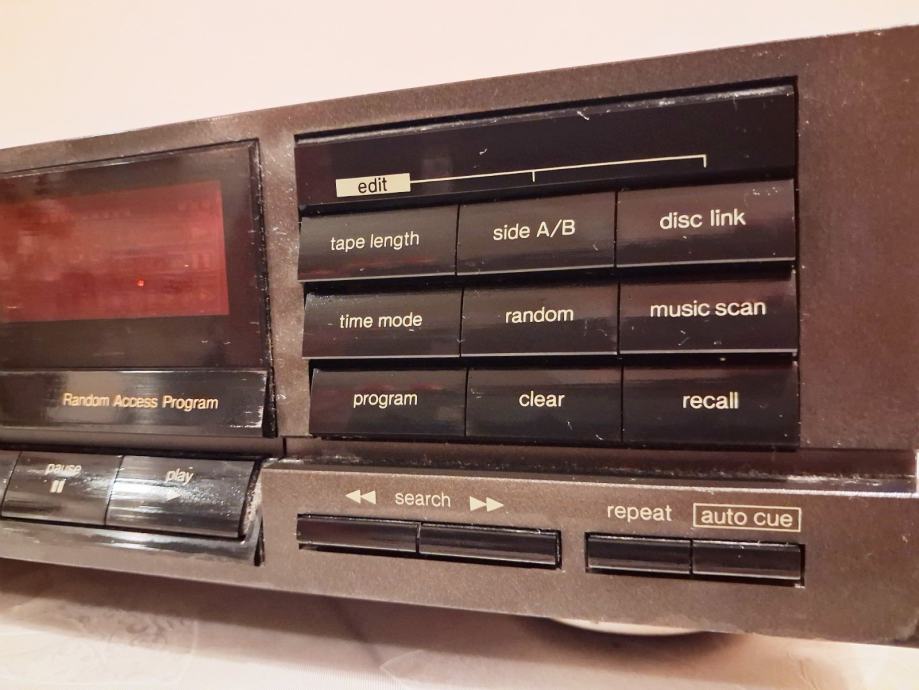 edit
tape length
side A/B
disc link
time mode
random
music scan
program
clear
recall
Random Access Program
pause
play
search
repeat
auto cue